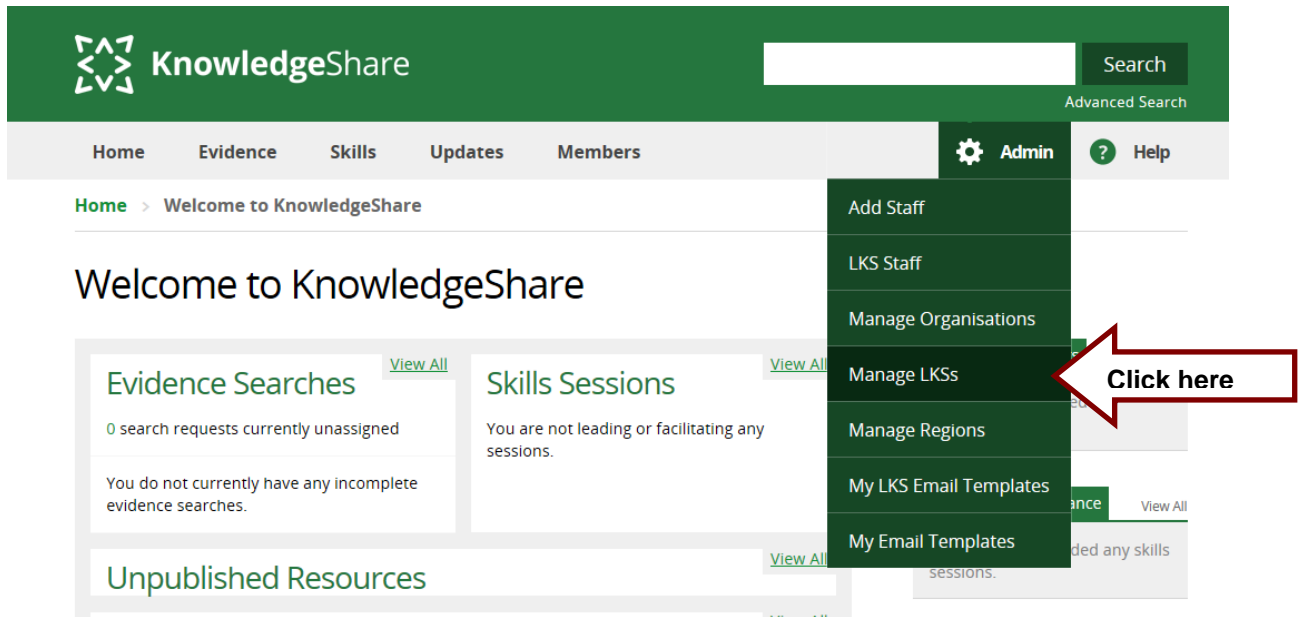 KnowledgeShare
Search
Advanced Search
Home
Evidence
Skills
Updates
Members
Admin
? Help
Home > Welcome to KnowledgeShare
Add Staff
LKS Staff
Manage Organisations
Manage LKSs
Manage Regions
My LKS Email Templates
My Email Templates
Click here
Welcome to KnowledgeShare
Evidence Searches
View All
0 search requests currently unassigned
You do not currently have any incomplete
evidence searches.
Skills Sessions
View All
You are not leading or facilitating any
sessions.
Unpublished Resources
View All
View All
any skills
sessions.